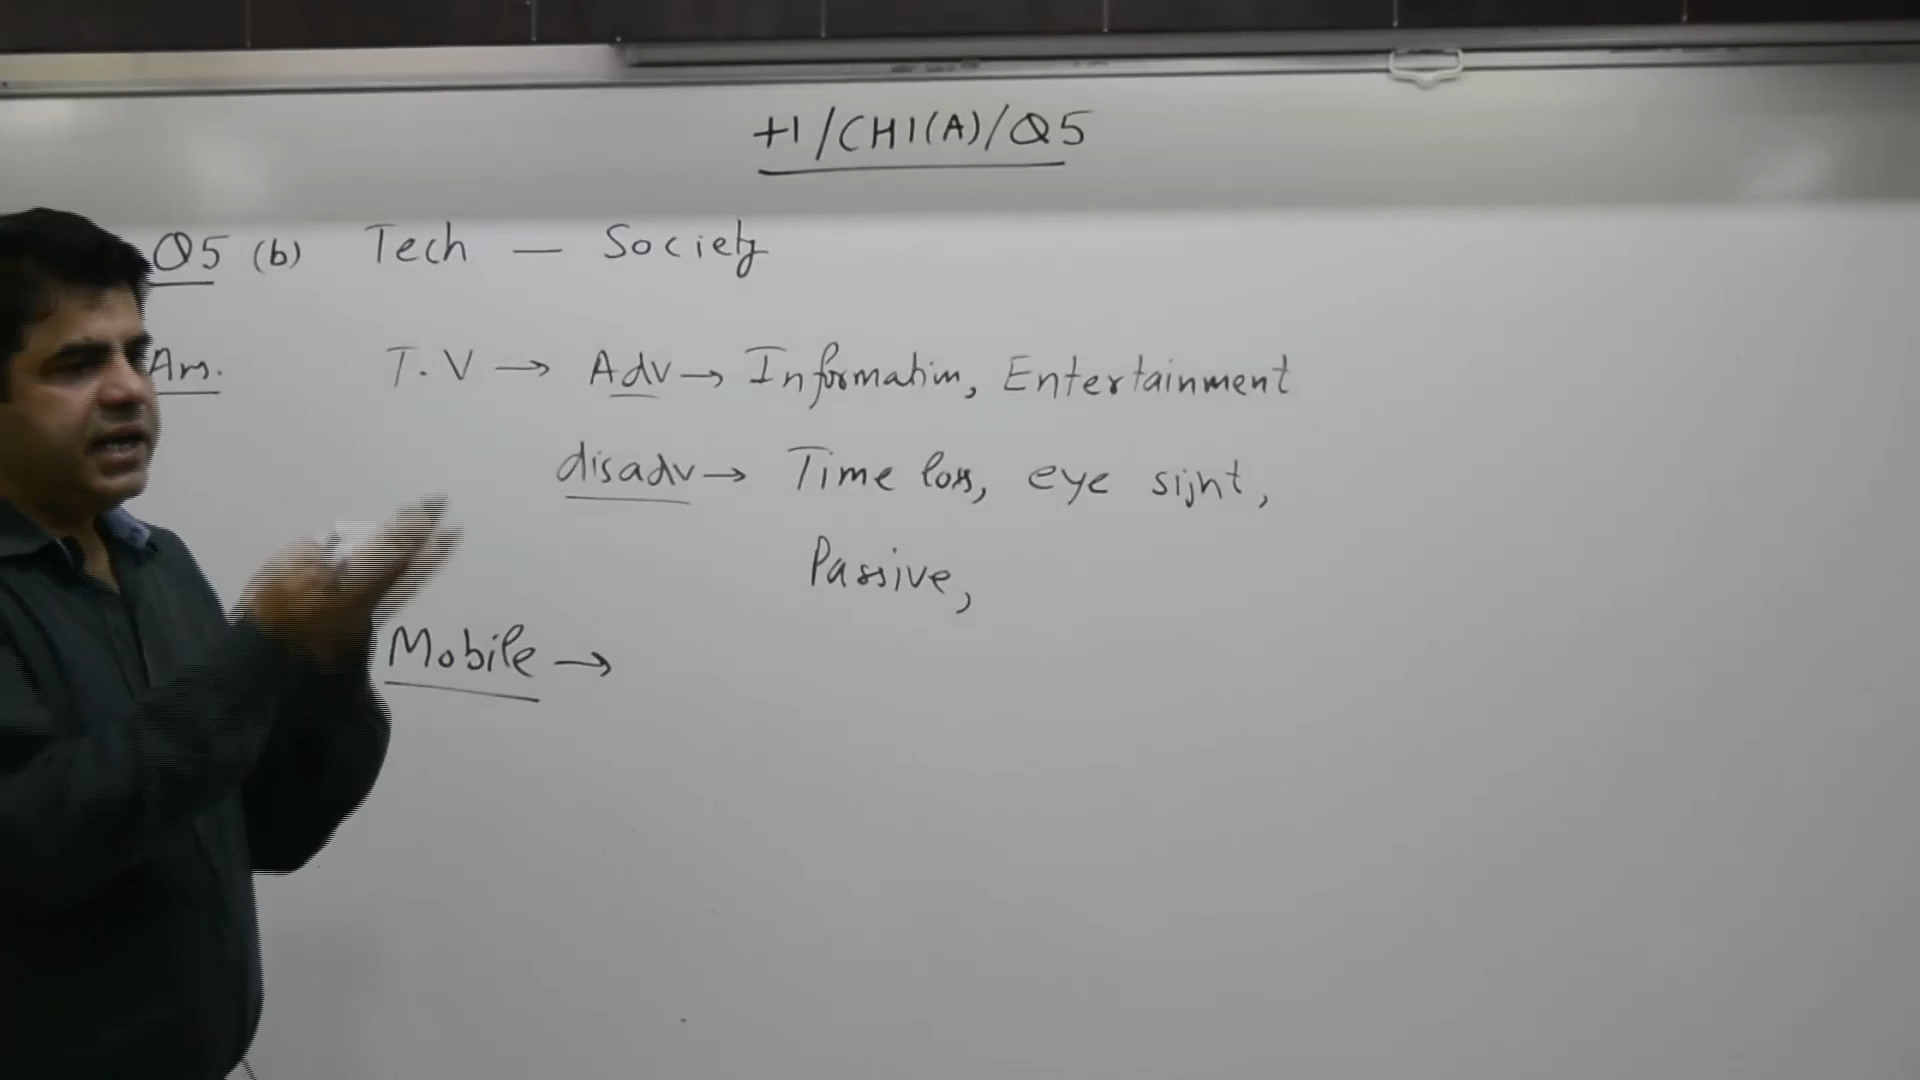 +1/CH1(A)/Q5
Q5 (b) Tech — Society
Ans. T.V → Adv → Information, Entertainment
disadv → Time loss, eye sight,
Passive,
Mobile →